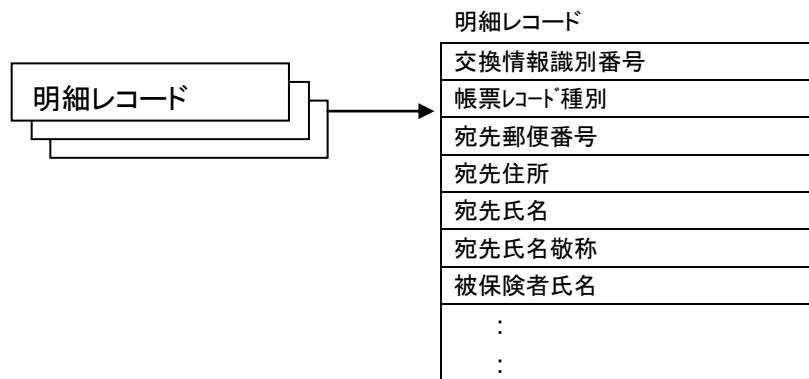 明細レコード
明細レコード
交換情報識別番号
帳票ﾚｺｰﾄﾞ種別
宛先郵便番号
宛先住所
宛先氏名
宛先氏名敬称
被保険者氏名
:
: